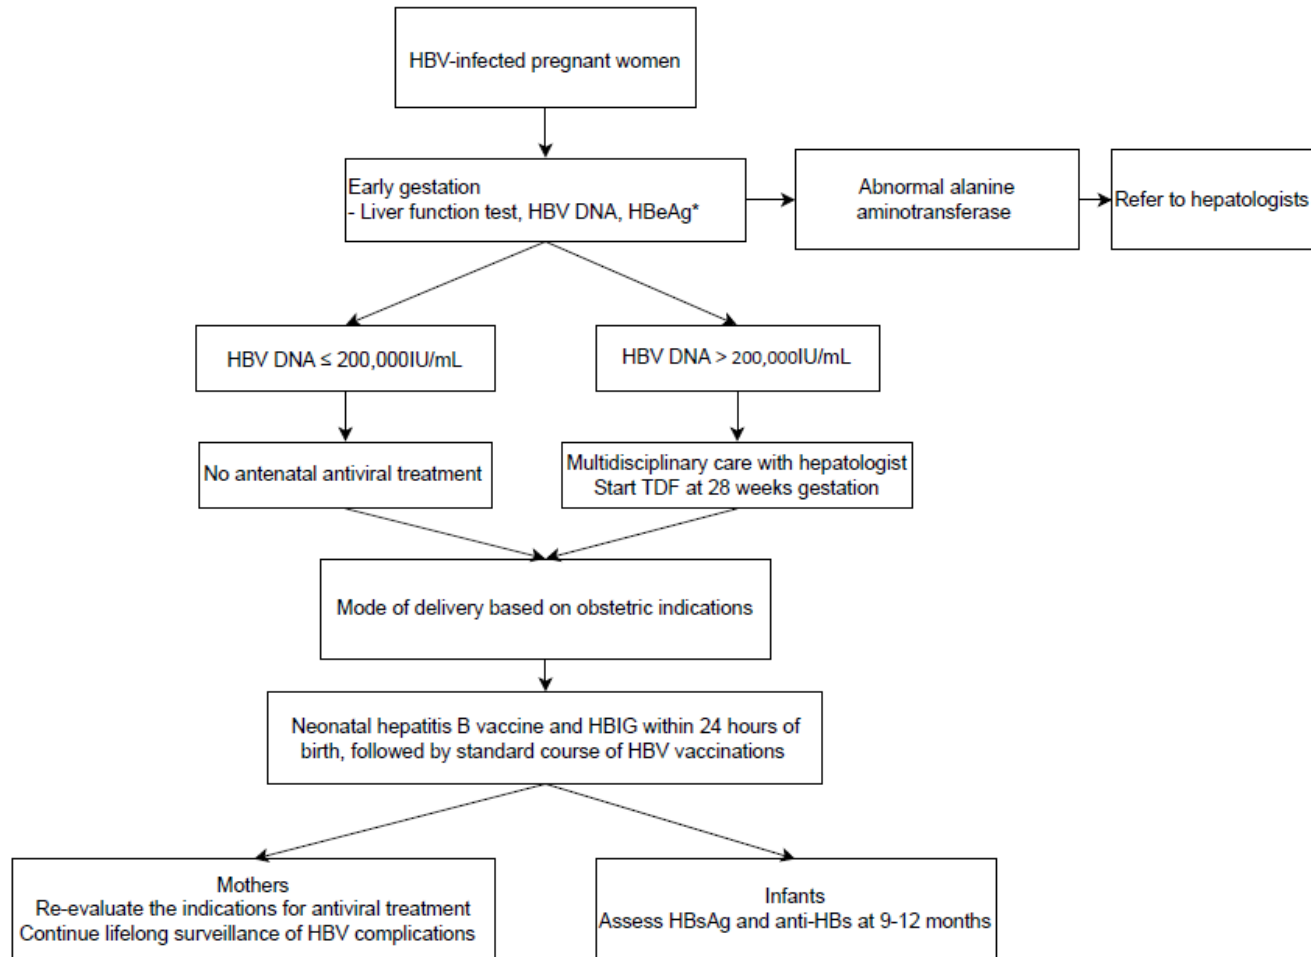 HBV-infected pregnant women
Early gestation
- Liver function test, HBV DNA, HBeAg*
Abnormal alanine
aminotransferase
Refer to hepatologists
HBV DNA ≤ 200,000IU/mL
HBV DNA > 200,000IU/mL
No antenatal antiviral treatment
Multidisciplinary care with hepatologist
Start TDF at 28 weeks gestation
Mode of delivery based on obstetric indications
Neonatal hepatitis B vaccine and HBIG within 24 hours of
birth, followed by standard course of HBV vaccinations
Mothers
Re-evaluate the indications for antiviral treatment
Continue lifelong surveillance of HBV complications
Infants
Assess HBsAg and anti-HBs at 9-12 months